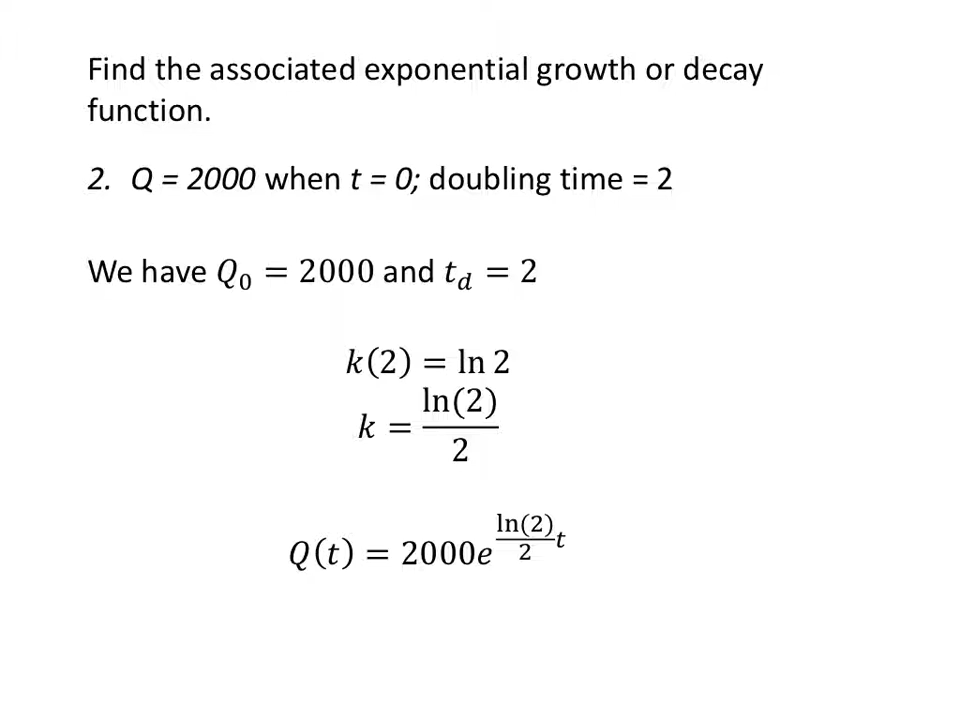 Find the associated exponential growth or decay
function.
2. Q = 2000 when t = 0; doubling time = 2
We have Q₀ = 2000 and t_d = 2
k(2) = ln 2
k = ln(2)/2
Q(t) = 2000e^(ln(2)/2 t)